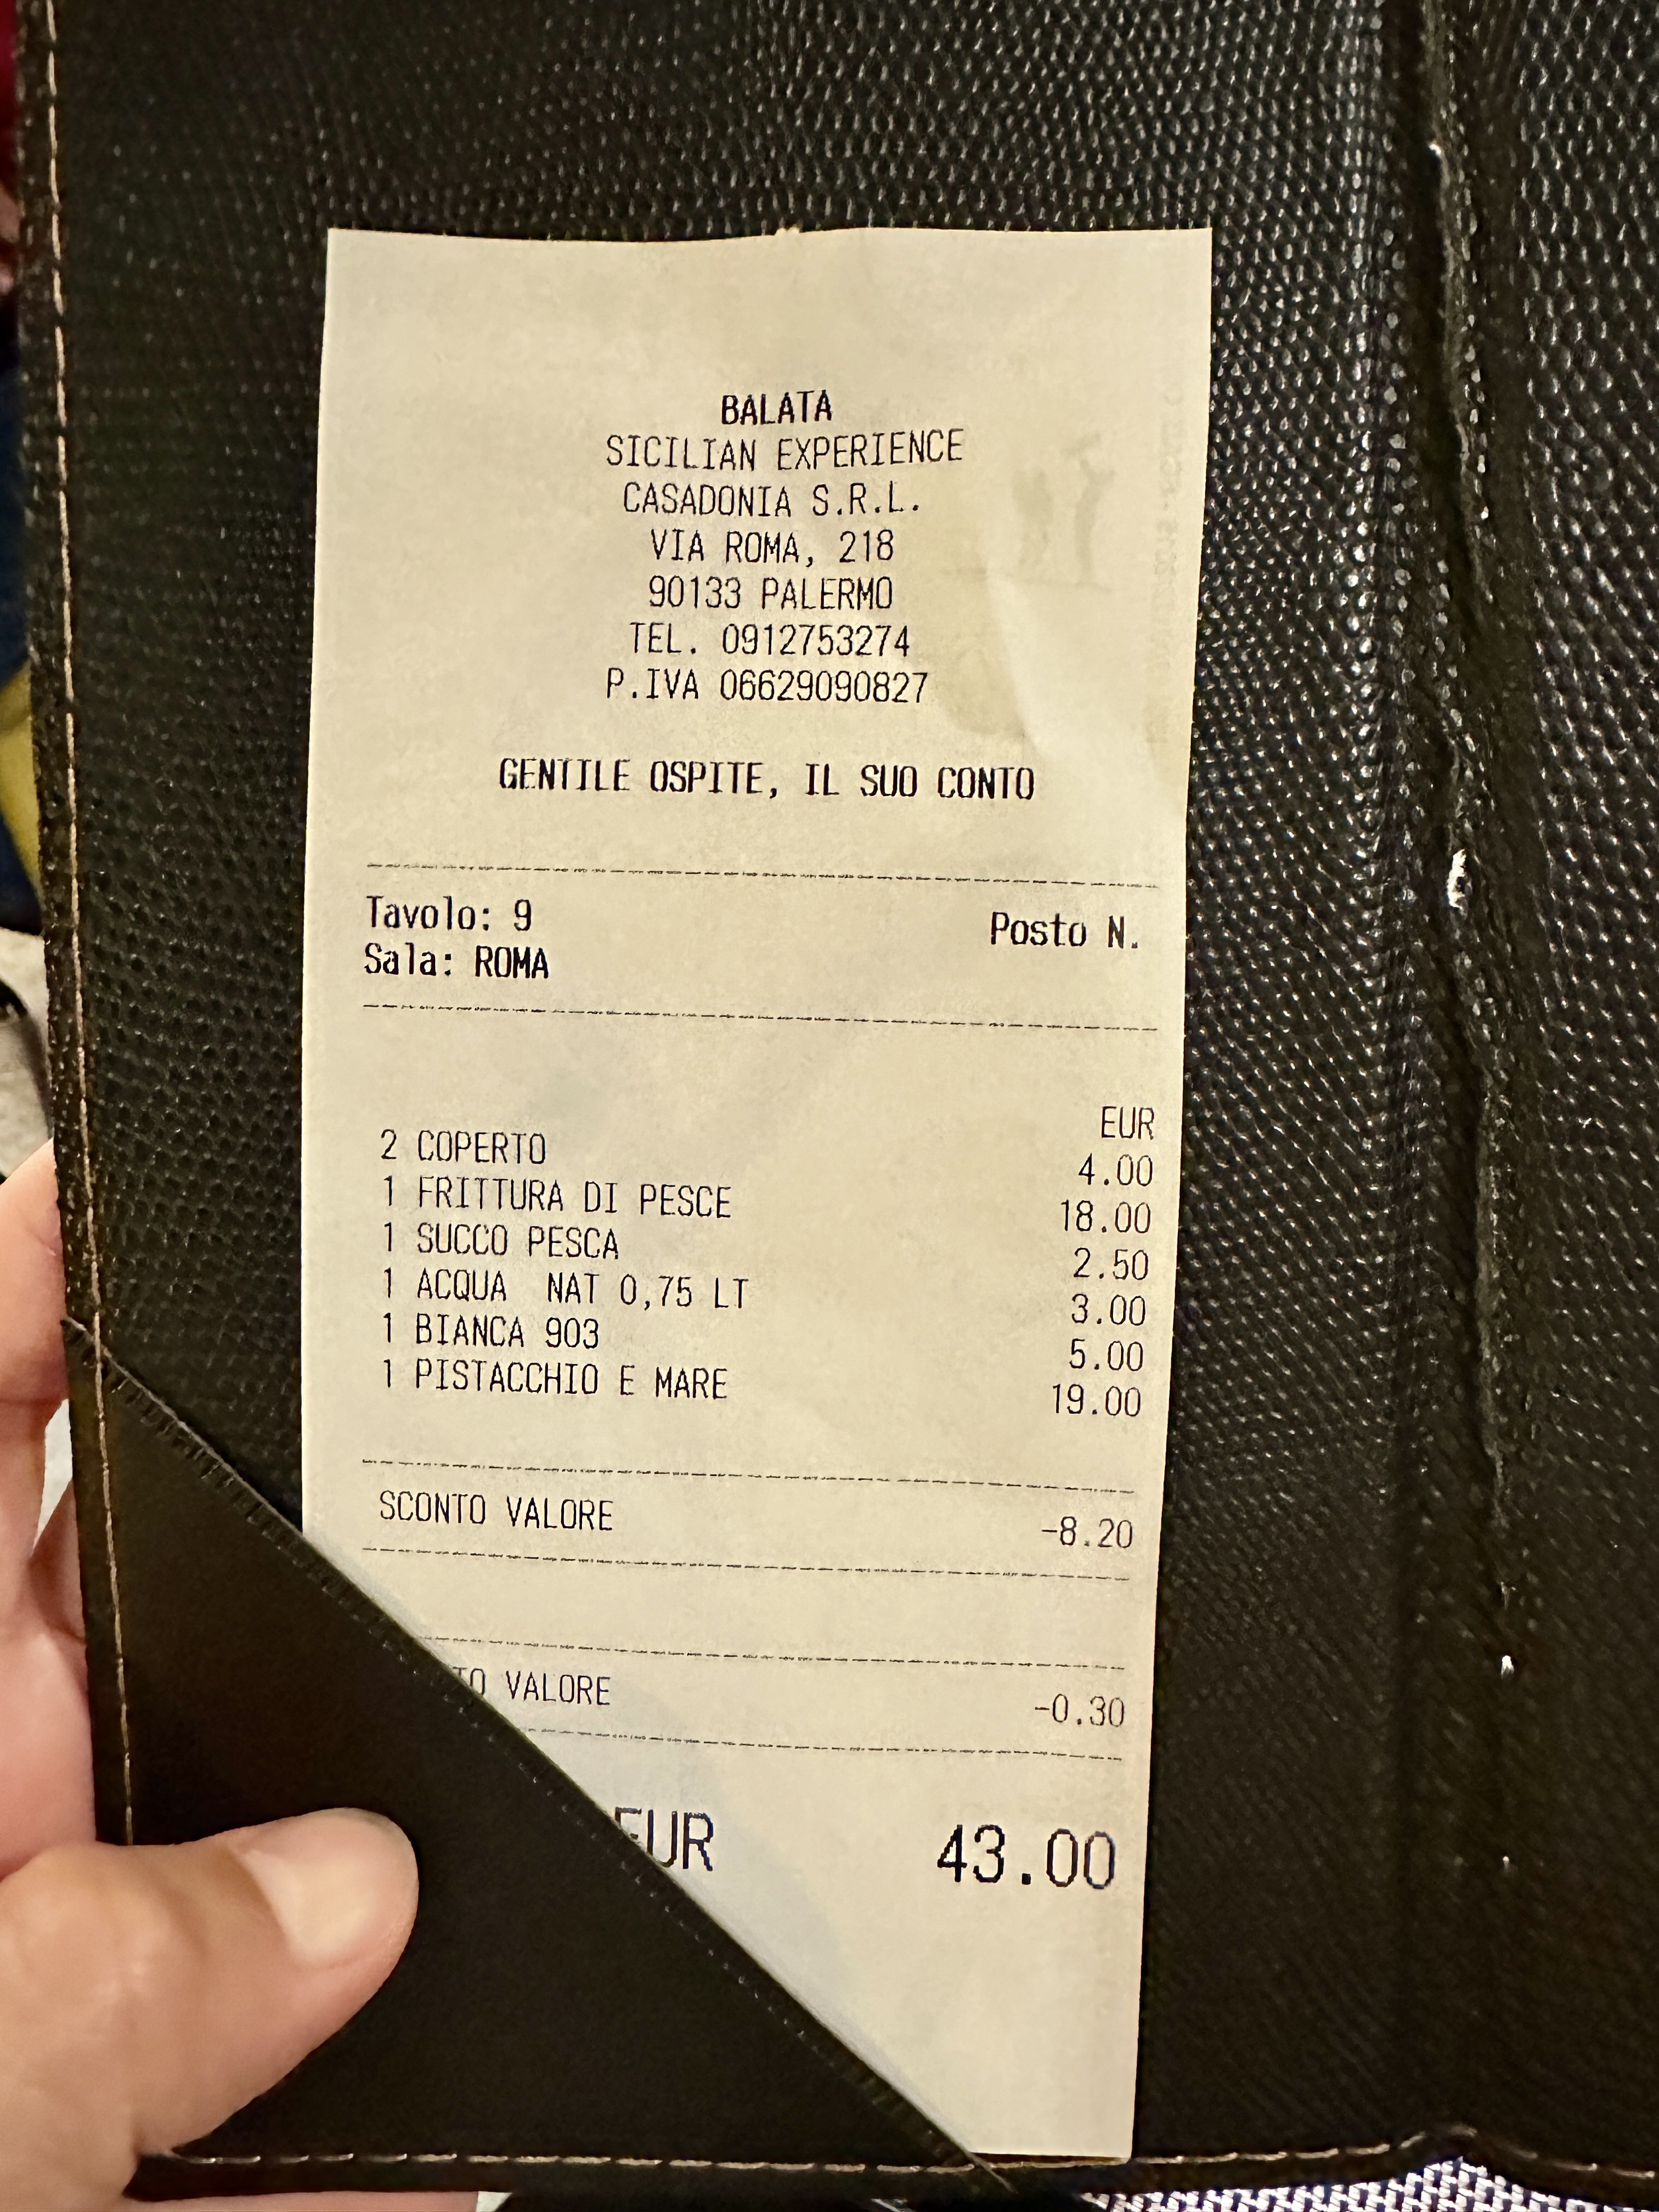 BALATA
SICILIAN EXPERIENCE
CASADONIA S.R.L.
VIA ROMA, 218
90133 PALERMO
TEL. 0912753274
P.IVA 06629090827
GENTILE OSPITE, IL SUO CONTO
Tavolo: 9 Posto N.
Sala: ROMA
EUR
2 COPERTO 4.00
1 FRITTURA DI PESCE 18.00
1 SUCCO PESCA 2.50
1 ACQUA NAT 0,75 LT 3.00
1 BIANCA 903 5.00
1 PISTACCHIO E MARE 19.00
SCONTO VALORE -8.20
VALORE -0.30
EUR 43.00